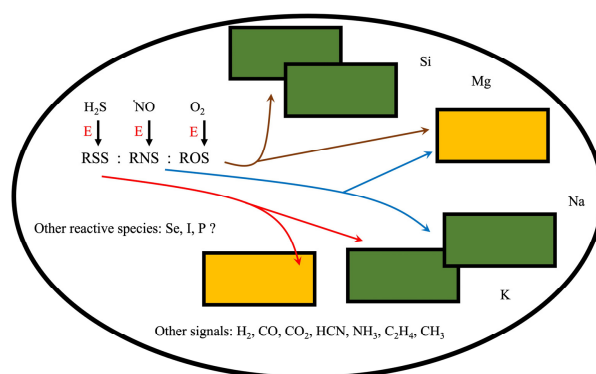 Si
Mg
H₂S ˙NO O₂
E E E
RSS : RNS : ROS
Na
Other reactive species: Se, I, P ?
K
Other signals: H₂, CO, CO₂, HCN, NH₃, C₂H₄, CH₃